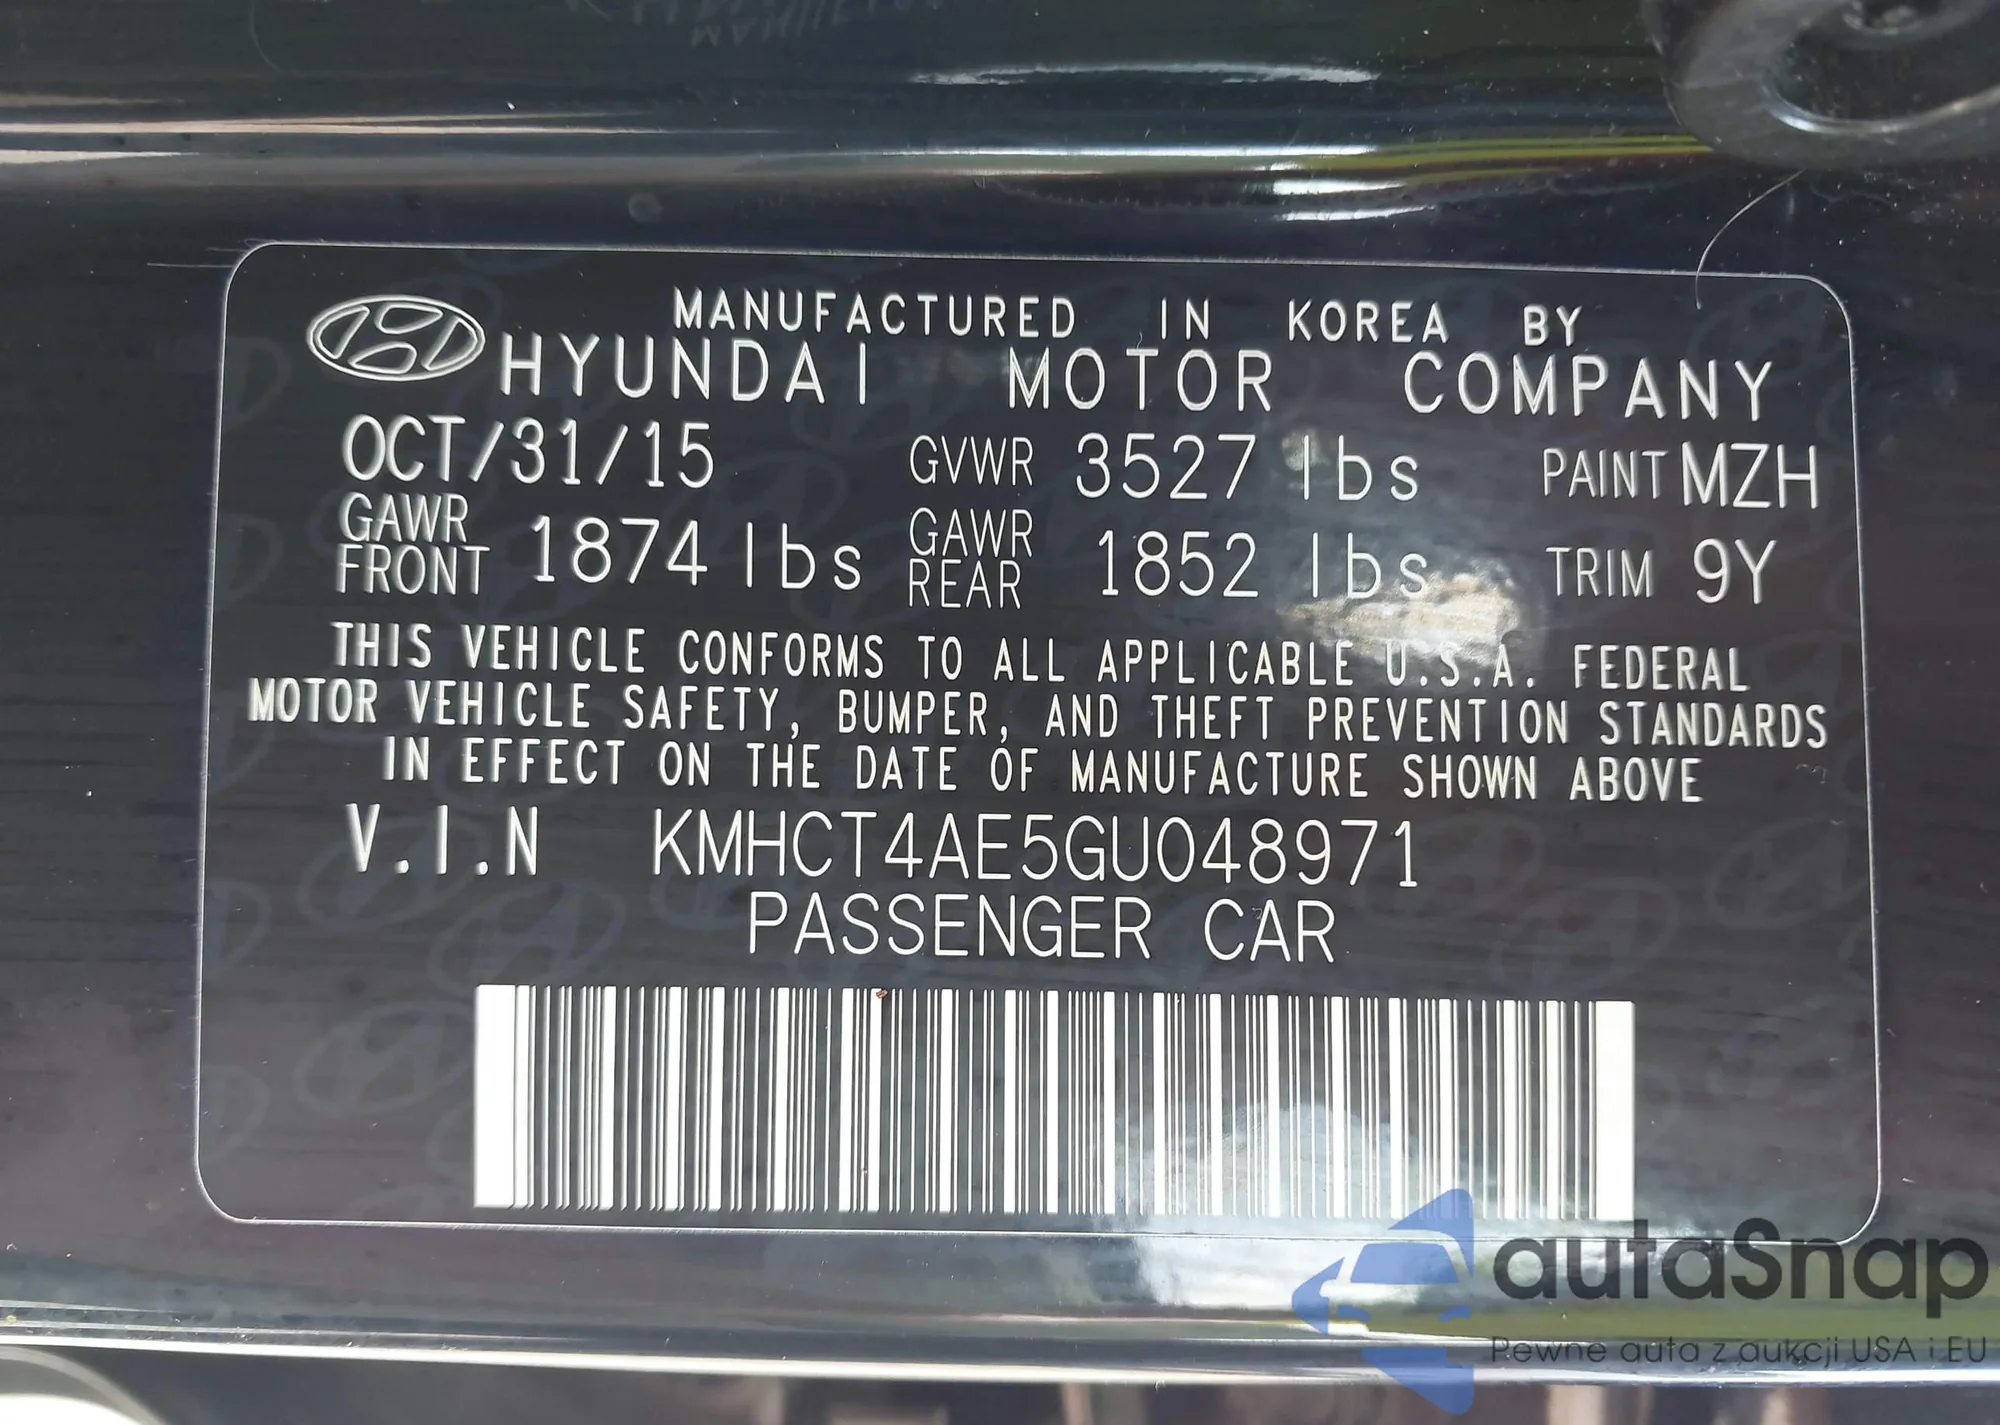 MANUFACTURED IN KOREA BY
HYUNDAI MOTOR COMPANY
OCT/31/15 GVWR 3527 lbs PAINT MZH
GAWR FRONT 1874 lbs GAWR REAR 1852 lbs TRIM 9Y
THIS VEHICLE CONFORMS TO ALL APPLICABLE U.S.A. FEDERAL
MOTOR VEHICLE SAFETY, BUMPER, AND THEFT PREVENTION STANDARDS
IN EFFECT ON THE DATE OF MANUFACTURE SHOWN ABOVE
V.I.N KMHCT4AE5GU048971
PASSENGER CAR
autaSnap
Pewne auta z aukcji USA i EU